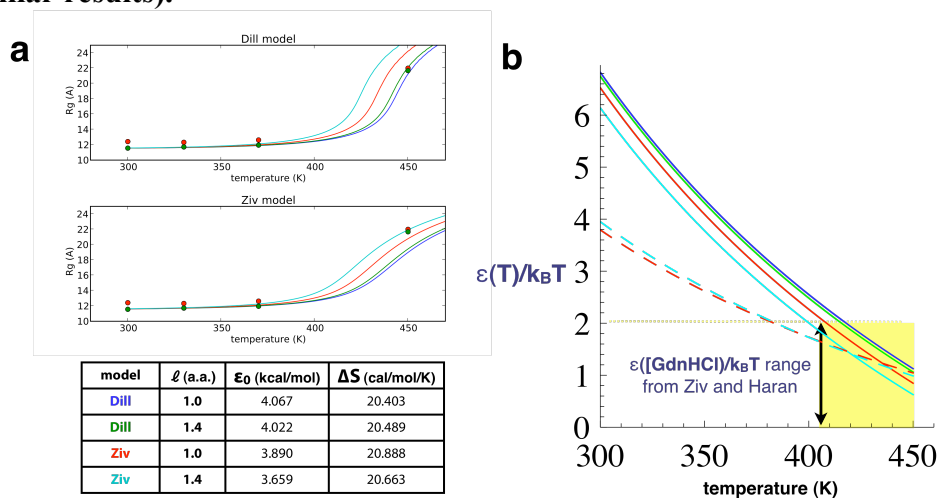 nar results).
a
Dill model
Rg (A)
24
22
20
18
16
14
12
10
300
350
400
450
temperature (K)
Ziv model
Rg (A)
24
22
20
18
16
14
12
10
300
350
400
450
temperature (K)
model ℓ (a.a.) ε₀ (kcal/mol) ΔS (cal/mol/K)
Dill 1.0 4.067 20.403
Dill 1.4 4.022 20.489
Ziv 1.0 3.890 20.888
Ziv 1.4 3.659 20.663
b
ε(T)/kBT
6
5
4
3
2
1
0
ε([GdnHCl)/kBT range
from Ziv and Haran
300
350
400
450
temperature (K)